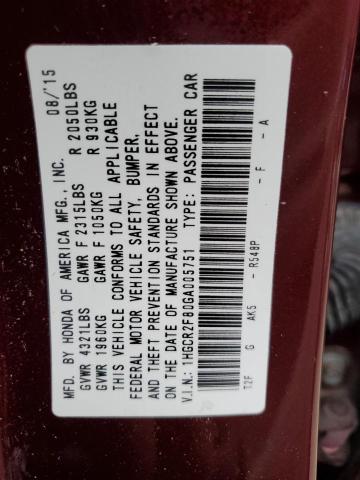 MFD. BY HONDA OF AMERICA MFG., INC. 08/'15
GVWR 4321LBS GAWR F 2315LBS R 2050LBS
GVWR 1960KG GAWR F 1050KG R 930KG
THIS VEHICLE CONFORMS TO ALL APPLICABLE
FEDERAL MOTOR VEHICLE SAFETY, BUMPER,
AND THEFT PREVENTION STANDARDS IN EFFECT
ON THE DATE OF MANUFACTURE SHOWN ABOVE.
V.I.N.: 1HGCR2F80GA005751 TYPE: PASSENGER CAR
T2F G AK5 - R548P - F - A